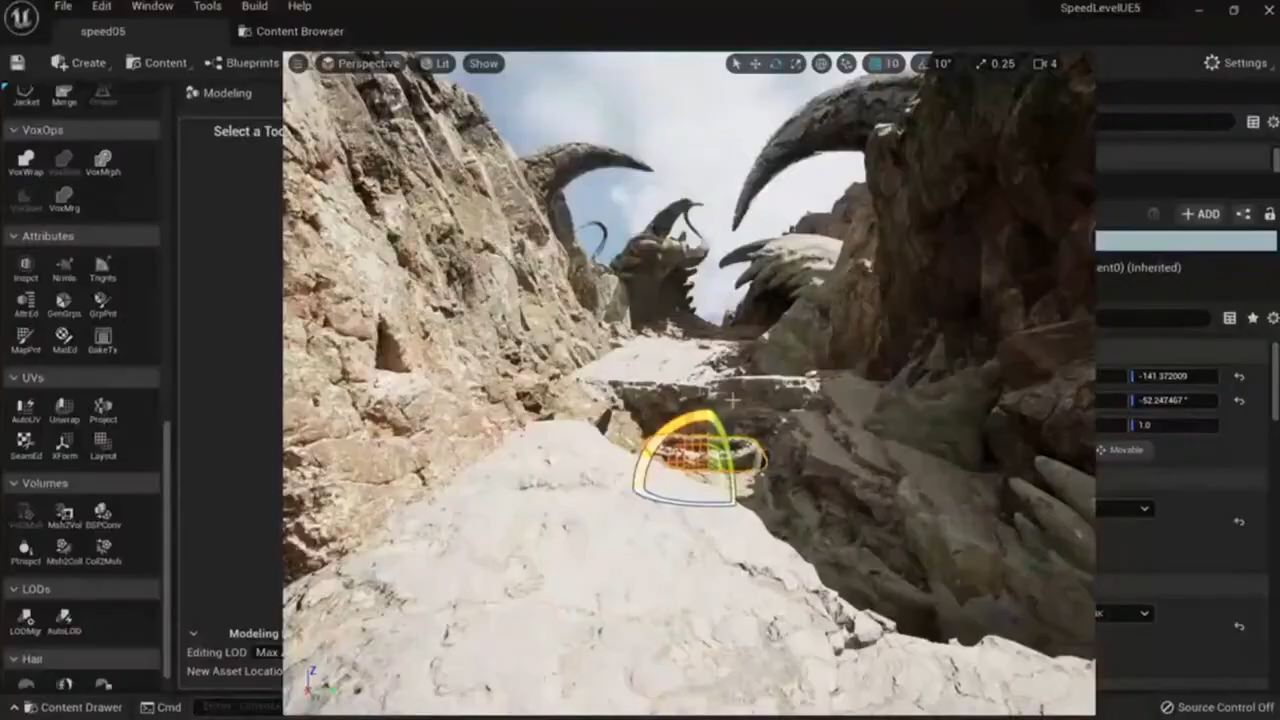 File Edit Window Tools Build Help
SpeedLevelUE5
speed05
Content Browser
Create
Content
Blueprints
Perspective
Lit
Show
10
10°
0.25
4
Settings
Jacket Merge
Modeling
VoxOps
Select a Too
VoxWrap VoxMrph
VoxMrg
ADD
Attributes
Inspct Nrmls Tngnts
ent0) (Inherited)
AttrEd GenGrps GrpPnt
MapPnt MatEd BakeTx
UVs
-141.372009
-52.247467°
AutoUV Unwrap Project
1.0
SeamEd XForm Layout
Movable
Volumes
Msh2Vol BSPConv
PInspct Msh2Coll Coll2Msh
LODs
LODMgr AutoLOD
Modeling
Editing LOD Max
Hair
New Asset Locatio
Content Drawer
Cmd
Source Control Off
Z